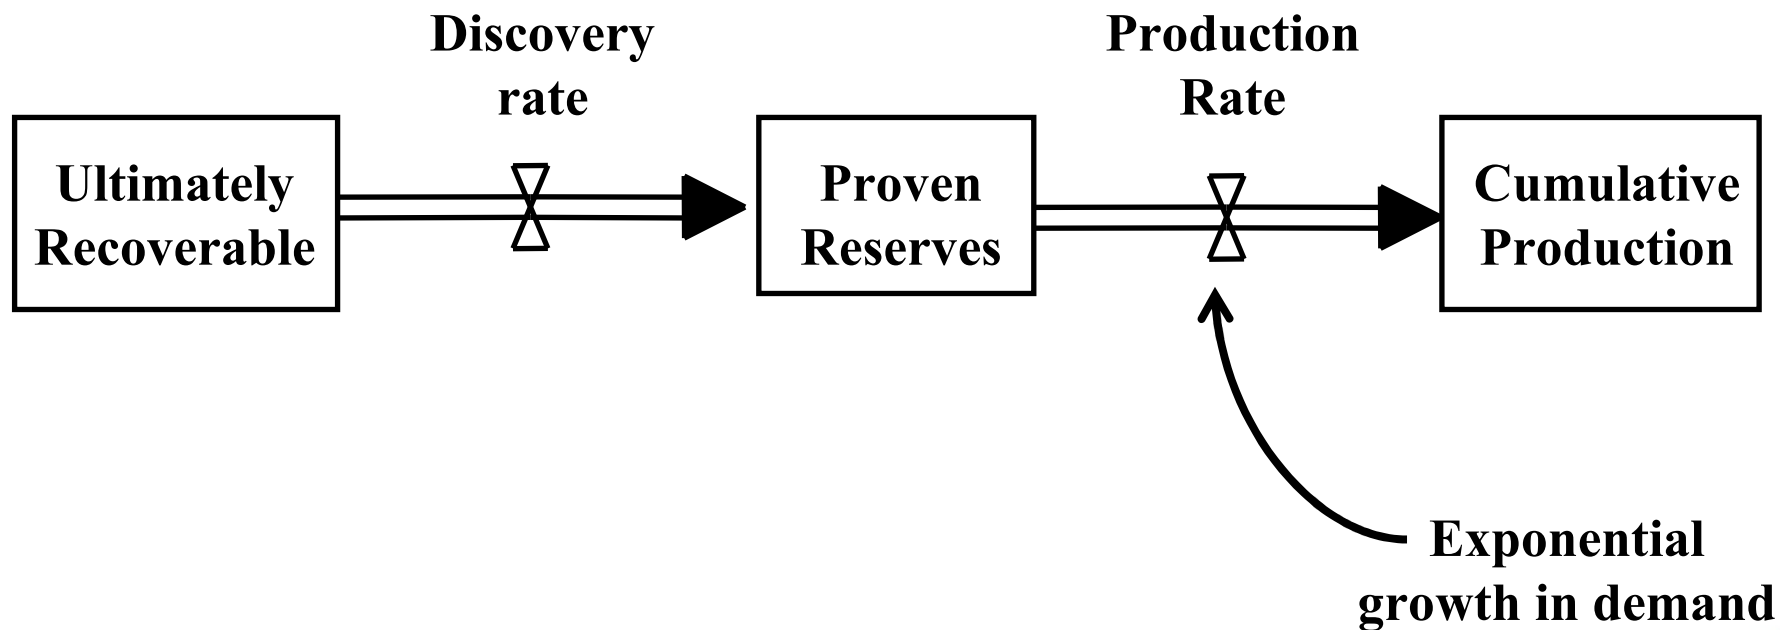 Discovery
rate
Production
Rate
Ultimately
Recoverable
Proven
Reserves
Cumulative
Production
Exponential
growth in demand